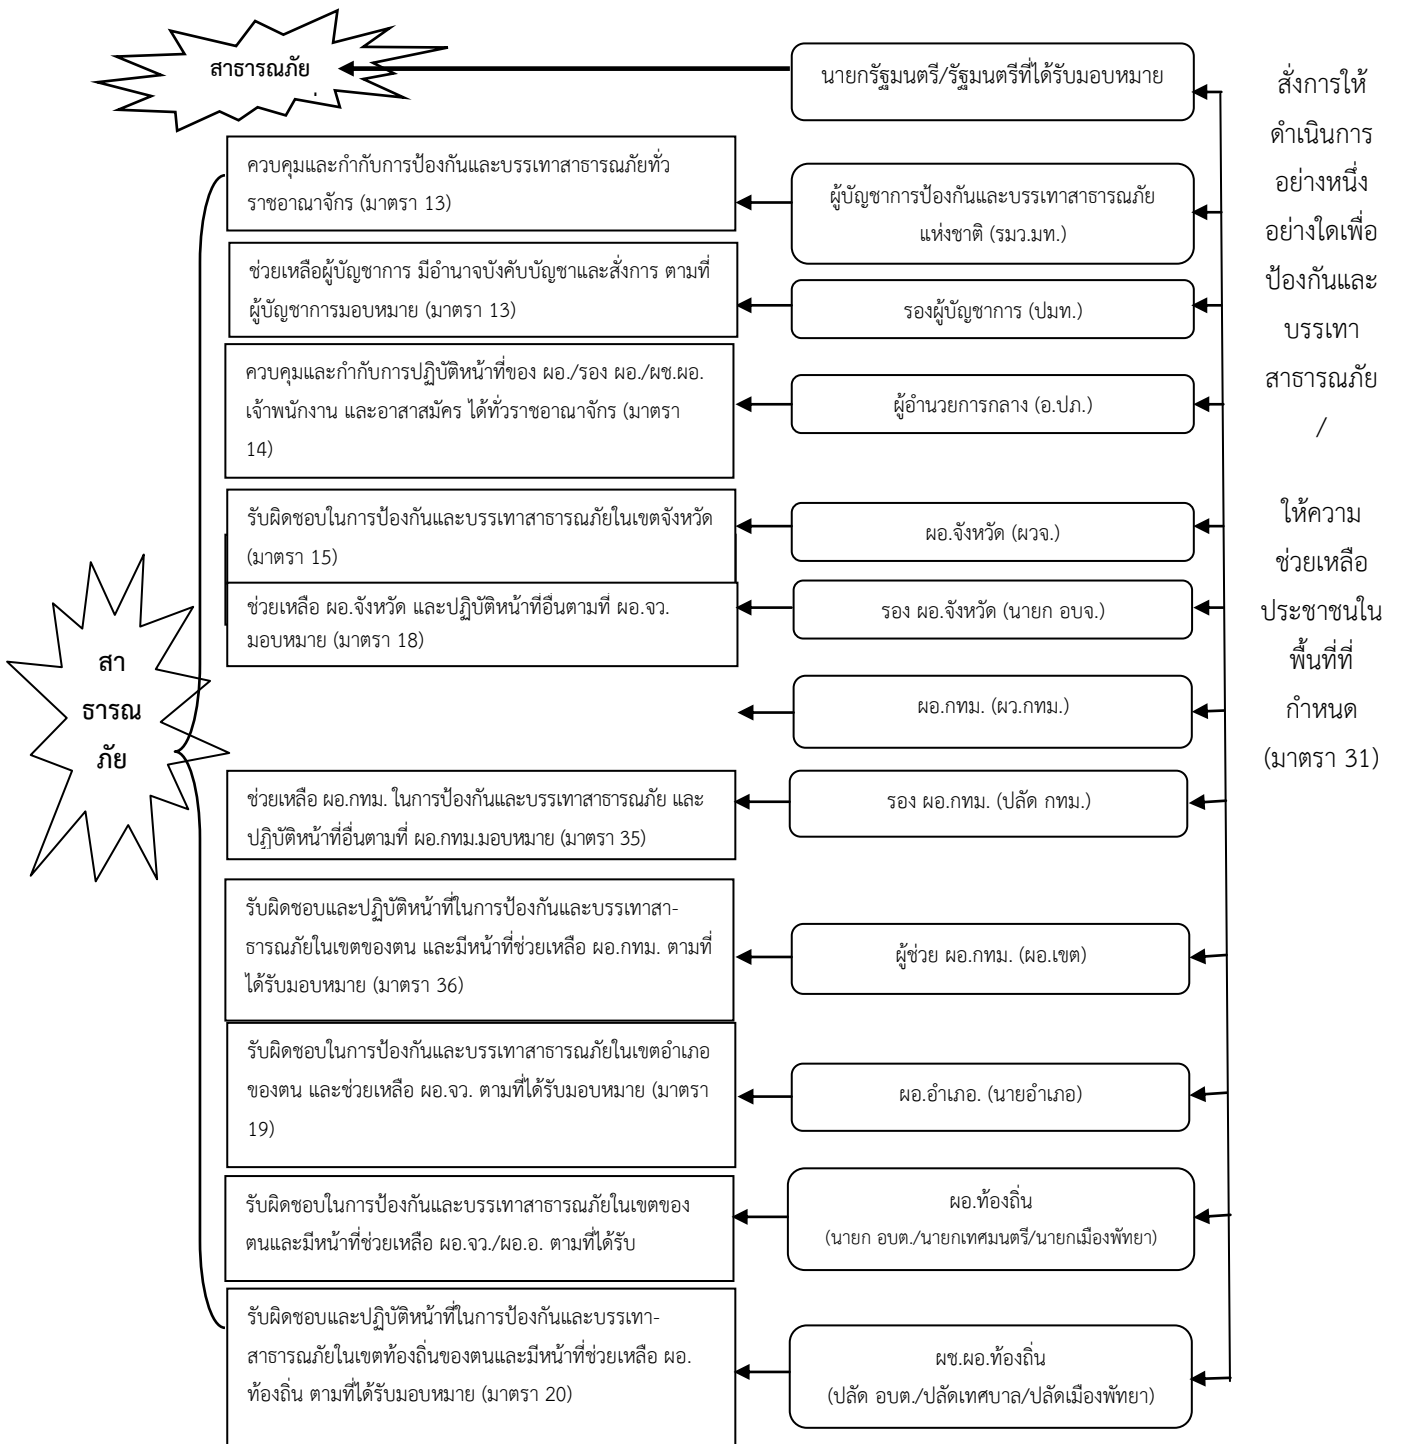 สาธารณภัย
นายกรัฐมนตรี/รัฐมนตรีที่ได้รับมอบหมาย
ควบคุมและกำกับการป้องกันและบรรเทาสาธารณภัยทั่ว
ราชอาณาจักร (มาตรา 13)
ผู้บัญชาการป้องกันและบรรเทาสาธารณภัย
แห่งชาติ (รมว.มท.)
ช่วยเหลือผู้บัญชาการ มีอำนาจบังคับบัญชาและสั่งการ ตามที่
ผู้บัญชาการมอบหมาย (มาตรา 13)
รองผู้บัญชาการ (ปมท.)
ควบคุมและกำกับการปฏิบัติหน้าที่ของ ผอ./รอง ผอ./ผช.ผอ.
เจ้าพนักงาน และอาสาสมัคร ได้ทั่วราชอาณาจักร (มาตรา
14)
ผู้อำนวยการกลาง (อ.ปภ.)
รับผิดชอบในการป้องกันและบรรเทาสาธารณภัยในเขตจังหวัด
(มาตรา 15)
ผอ.จังหวัด (ผวจ.)
ช่วยเหลือ ผอ.จังหวัด และปฏิบัติหน้าที่อื่นตามที่ ผอ.จว.
มอบหมาย (มาตรา 18)
รอง ผอ.จังหวัด (นายก อบจ.)
ผอ.กทม. (ผว.กทม.)
ช่วยเหลือ ผอ.กทม. ในการป้องกันและบรรเทาสาธารณภัย และ
ปฏิบัติหน้าที่อื่นตามที่ ผอ.กทม.มอบหมาย (มาตรา 35)
รอง ผอ.กทม. (ปลัด กทม.)
รับผิดชอบและปฏิบัติหน้าที่ในการป้องกันและบรรเทาสา-
ธารณภัยในเขตของตน และมีหน้าที่ช่วยเหลือ ผอ.กทม. ตามที่
ได้รับมอบหมาย (มาตรา 36)
ผู้ช่วย ผอ.กทม. (ผอ.เขต)
รับผิดชอบในการป้องกันและบรรเทาสาธารณภัยในเขตอำเภอ
ของตน และช่วยเหลือ ผอ.จว. ตามที่ได้รับมอบหมาย (มาตรา
19)
ผอ.อำเภอ. (นายอำเภอ)
รับผิดชอบในการป้องกันและบรรเทาสาธารณภัยในเขตของ
ตนและมีหน้าที่ช่วยเหลือ ผอ.จว./ผอ.อ. ตามที่ได้รับ
ผอ.ท้องถิ่น
(นายก อบต./นายกเทศมนตรี/นายกเมืองพัทยา)
รับผิดชอบและปฏิบัติหน้าที่ในการป้องกันและบรรเทา-
สาธารณภัยในเขตท้องถิ่นของตนและมีหน้าที่ช่วยเหลือ ผอ.
ท้องถิ่น ตามที่ได้รับมอบหมาย (มาตรา 20)
ผช.ผอ.ท้องถิ่น
(ปลัด อบต./ปลัดเทศบาล/ปลัดเมืองพัทยา)
สา
ธารณ
ภัย
สั่งการให้
ดำเนินการ
อย่างหนึ่ง
อย่างใดเพื่อ
ป้องกันและ
บรรเทา
สาธารณภัย
/
ให้ความ
ช่วยเหลือ
ประชาชนใน
พื้นที่ที่
กำหนด
(มาตรา 31)